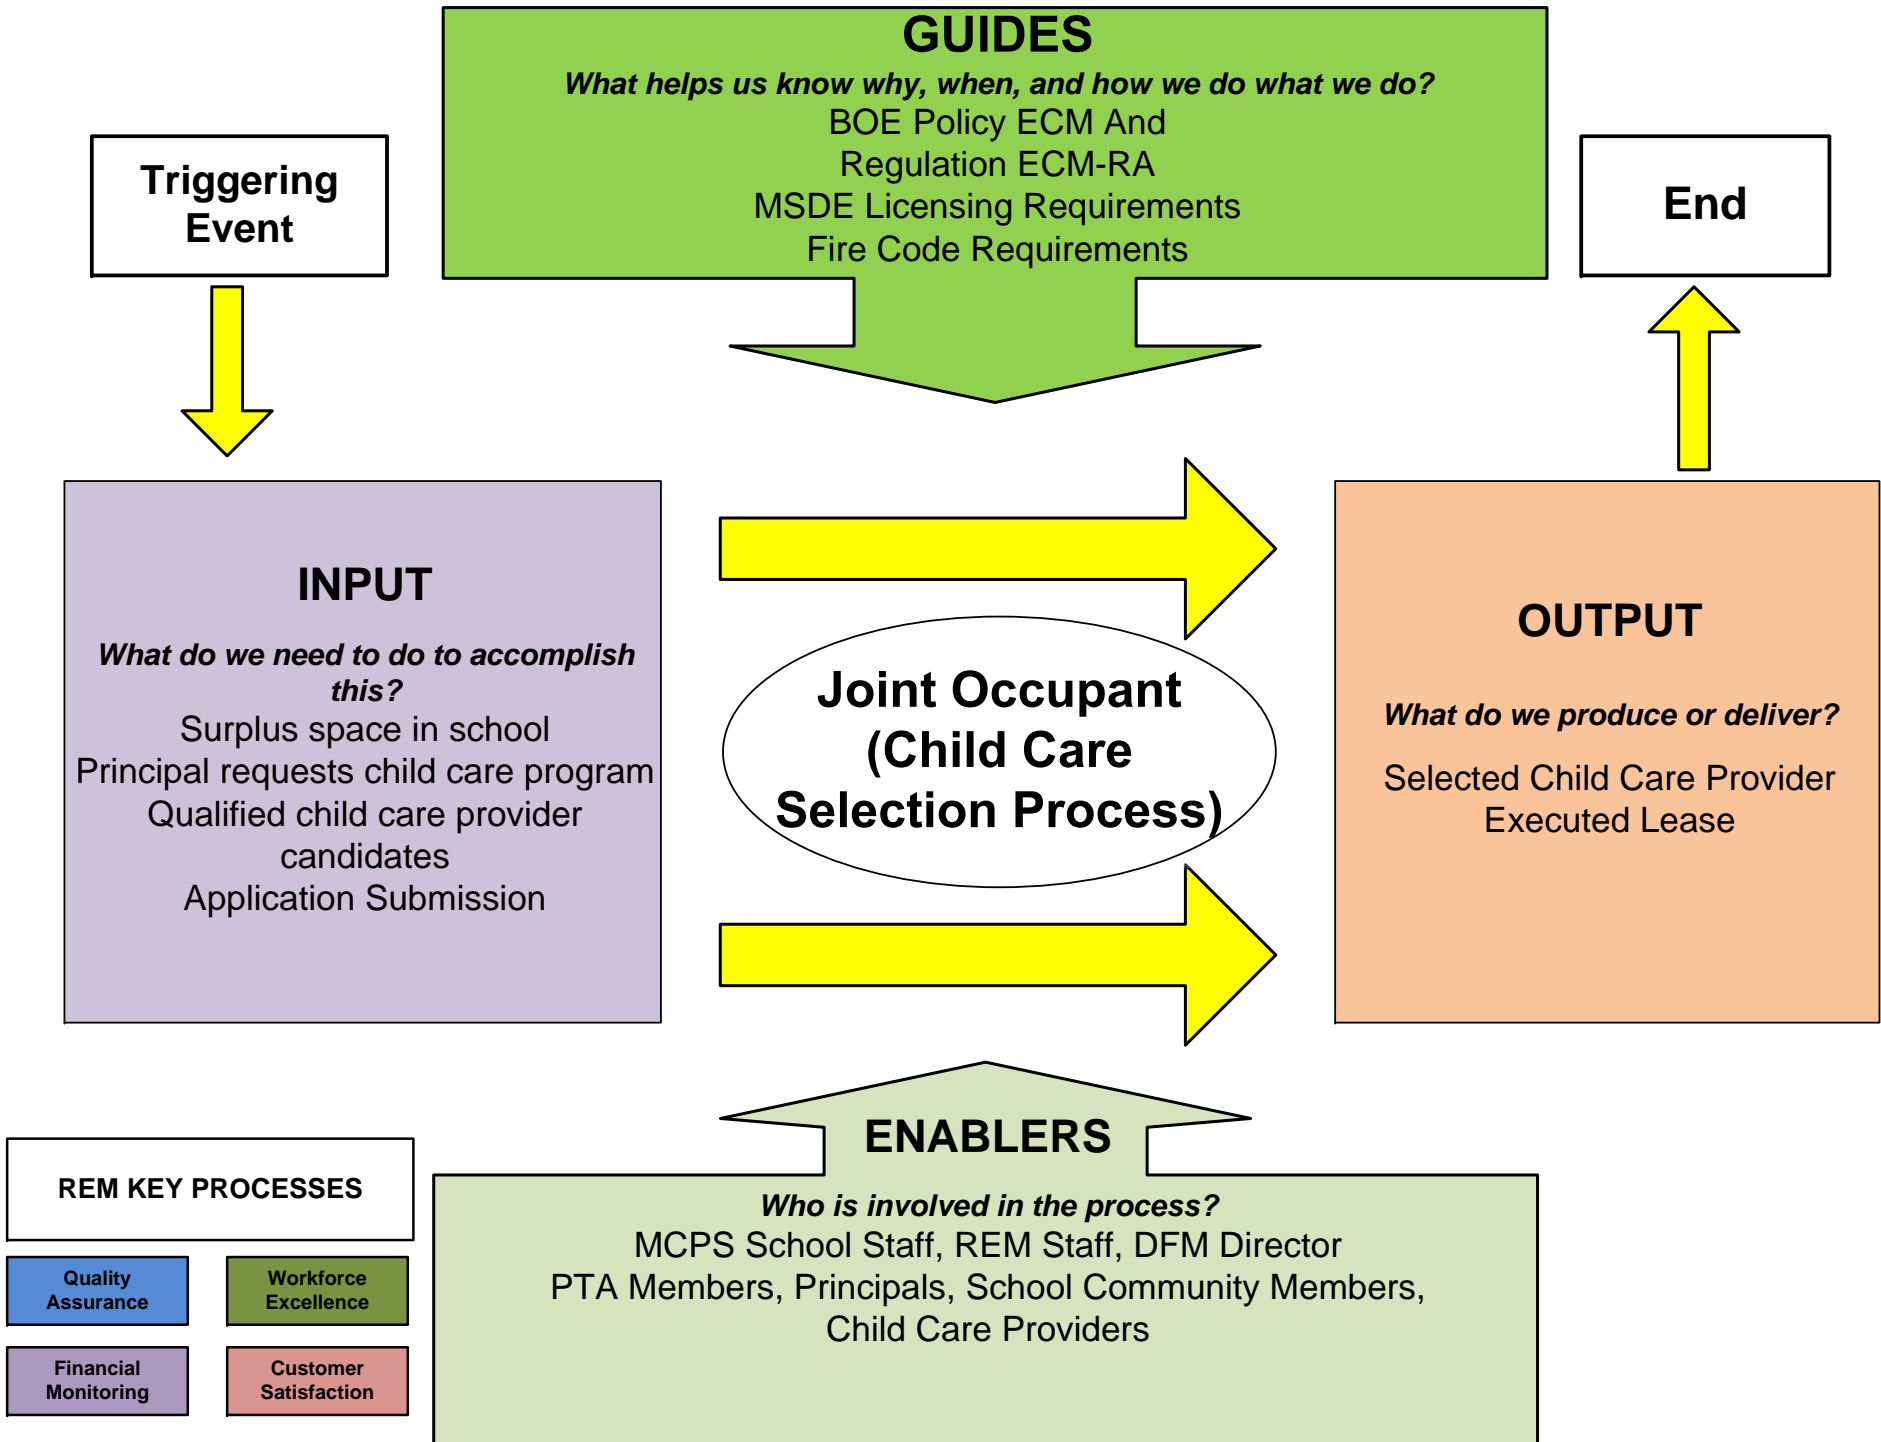 GUIDES
What helps us know why, when, and how we do what we do?
BOE Policy ECM And
Regulation ECM-RA
MSDE Licensing Requirements
Fire Code Requirements
Triggering
Event
End
INPUT
What do we need to do to accomplish
this?
Surplus space in school
Principal requests child care program
Qualified child care provider
candidates
Application Submission
Joint Occupant
(Child Care
Selection Process)
OUTPUT
What do we produce or deliver?
Selected Child Care Provider
Executed Lease
ENABLERS
Who is involved in the process?
MCPS School Staff, REM Staff, DFM Director
PTA Members, Principals, School Community Members,
Child Care Providers
REM KEY PROCESSES
Quality
Assurance
Workforce
Excellence
Financial
Monitoring
Customer
Satisfaction